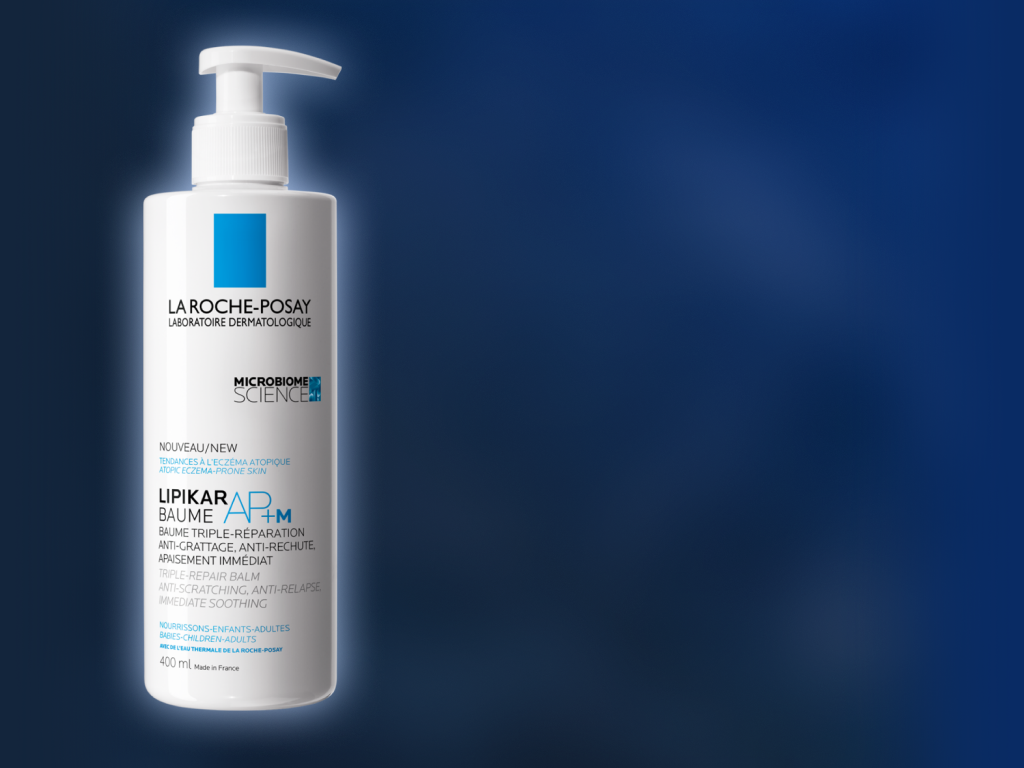 LA ROCHE-POSAY
LABORATOIRE DERMATOLOGIQUE
MICROBIOME
SCIENCE
NOUVEAU/NEW
TENDANCES À L'ECZÉMA ATOPIQUE
ATOPIC ECZEMA-PRONE SKIN
LIPIKAR
BAUME AP+M
BAUME TRIPLE-RÉPARATION
ANTI-GRATTAGE, ANTI-RECHUTE,
APAISEMENT IMMÉDIAT
TRIPLE-REPAIR BALM
ANTI-SCRATCHING, ANTI-RELAPSE,
IMMEDIATE SOOTHING
NOURRISSONS-ENFANTS-ADULTES
BABIES-CHILDREN-ADULTS
AVEC DE L'EAU THERMALE DE LA ROCHE-POSAY
400 ml Made in France